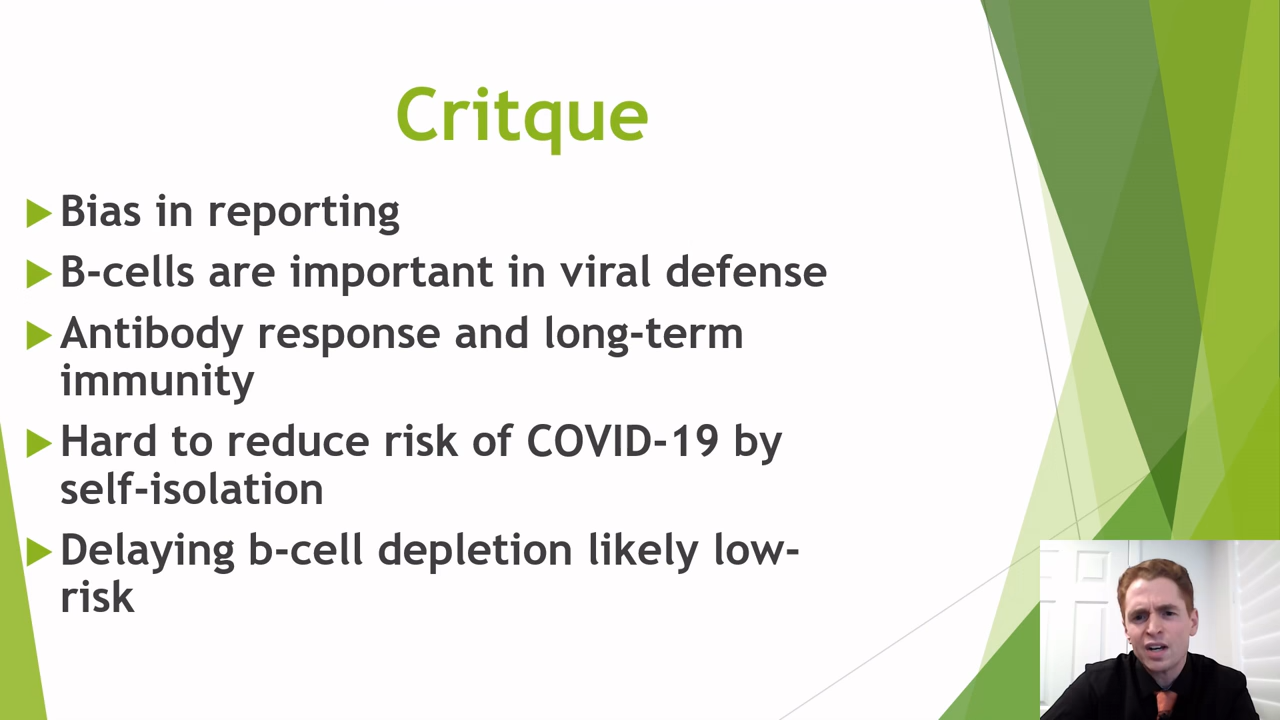 Critque
Bias in reporting
B-cells are important in viral defense
Antibody response and long-term
immunity
Hard to reduce risk of COVID-19 by
self-isolation
Delaying b-cell depletion likely low-
risk